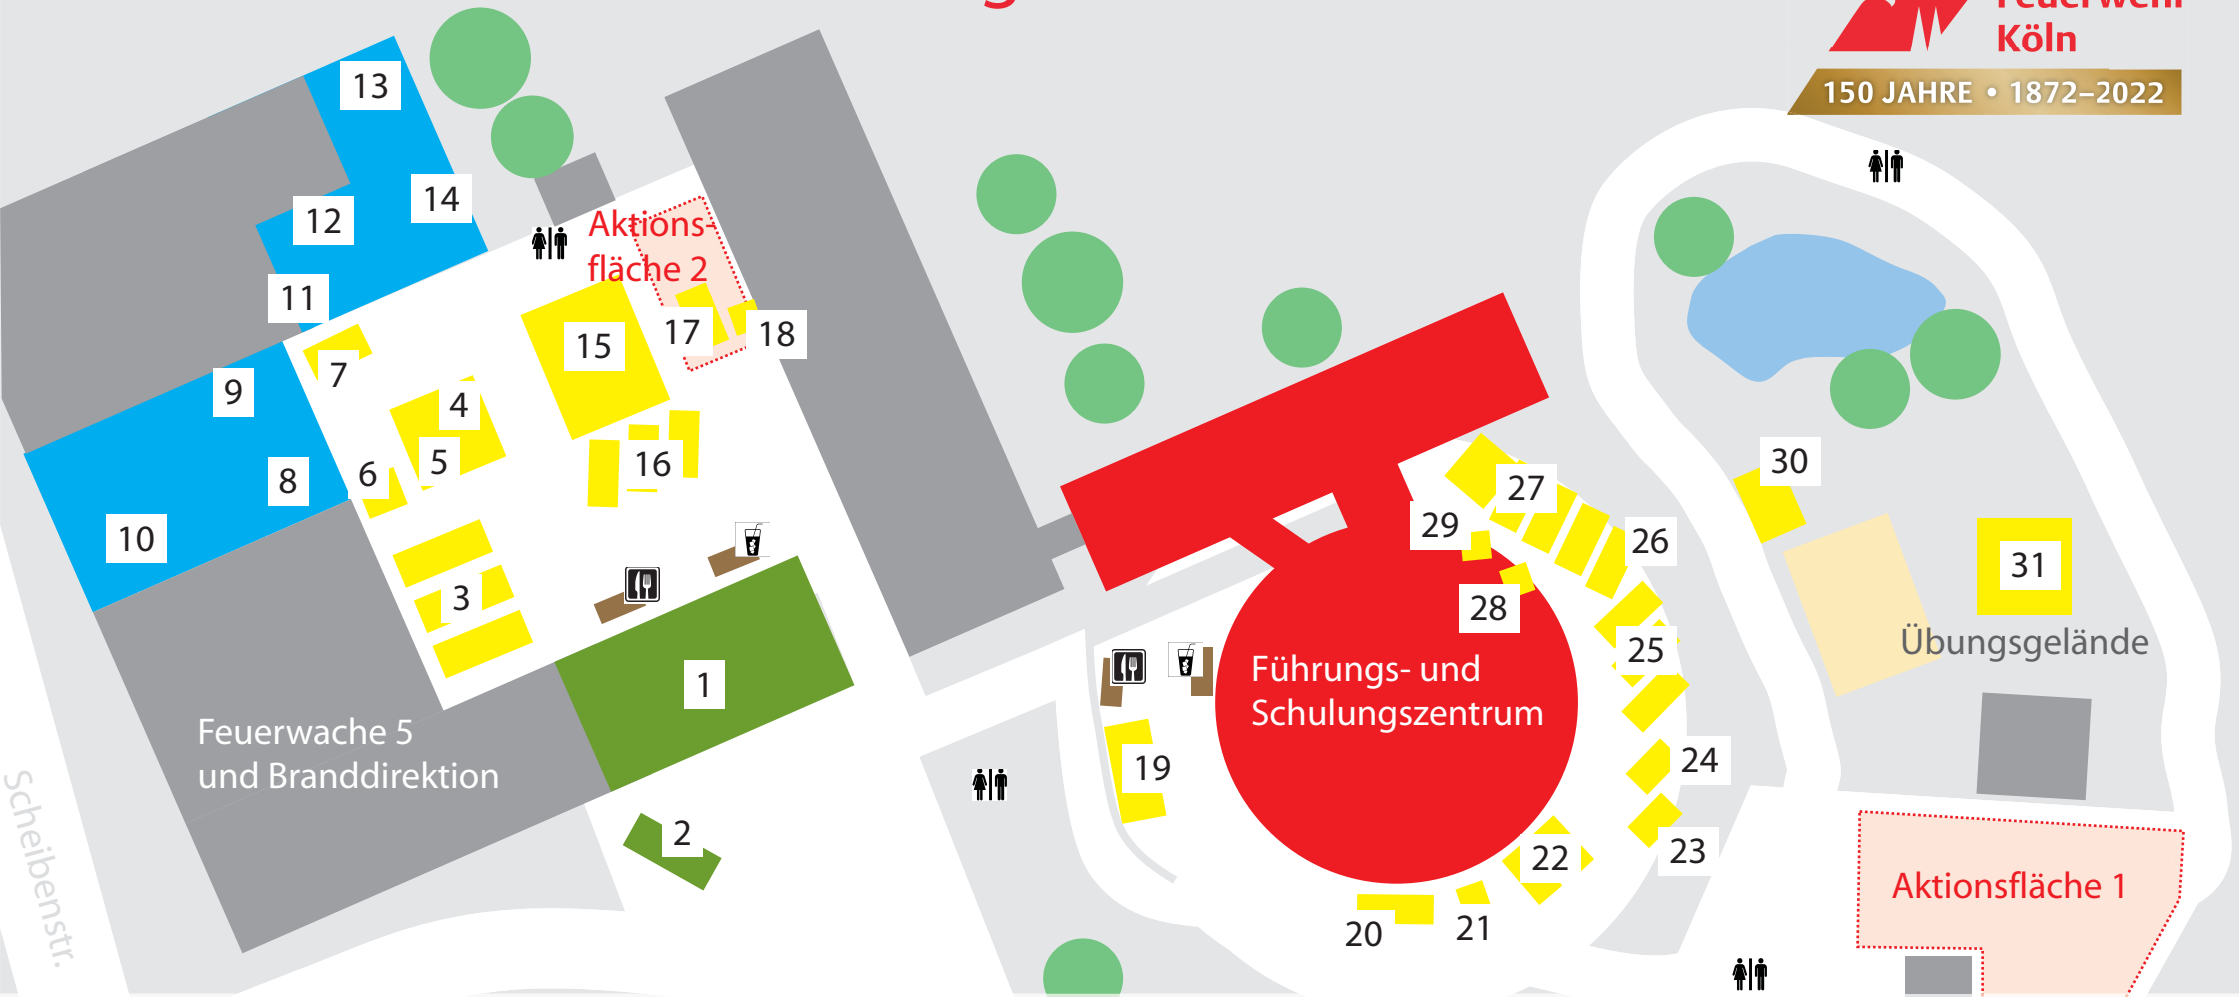 Köln
150 JAHRE • 1872–2022
13
14
12
Aktions-
fläche 2
11
15
17
18
7
9
4
5
6
8
16
10
3
27
29
26
30
31
28
Übungsgelände
25
1
Führungs- und
Schulungszentrum
Feuerwache 5
und Branddirektion
19
24
2
22
23
Scheibenstr.
20
21
Aktionsfläche 1